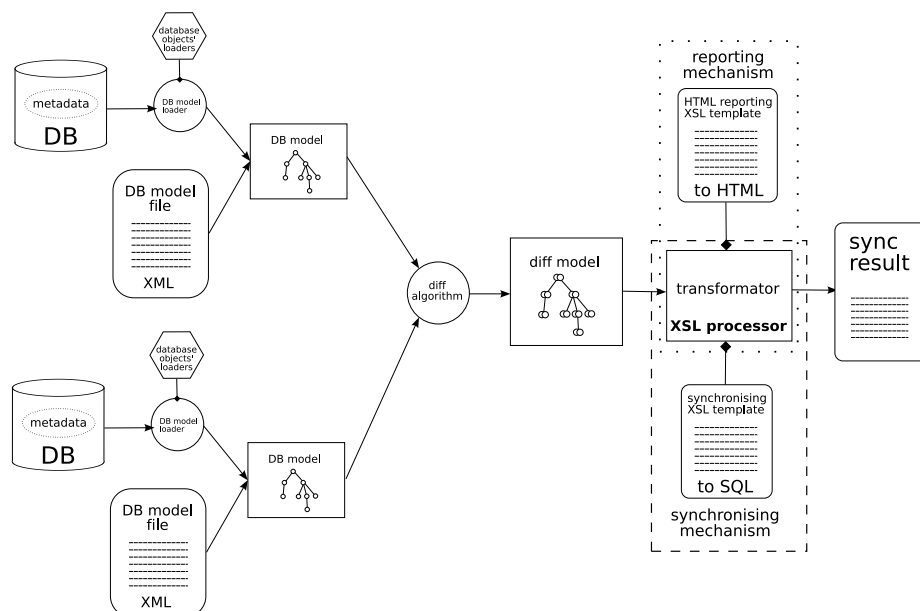 database
objects'
loaders
metadata
DB
DB model
loader
DB model
file
XML
DB model
database
objects'
loaders
metadata
DB
DB model
loader
DB model
file
XML
DB model
diff
algorithm
diff model
reporting
mechanism
HTML reporting
XSL template
to HTML
transformator
XSL processor
synchronising
XSL template
to SQL
synchronising
mechanism
sync
result